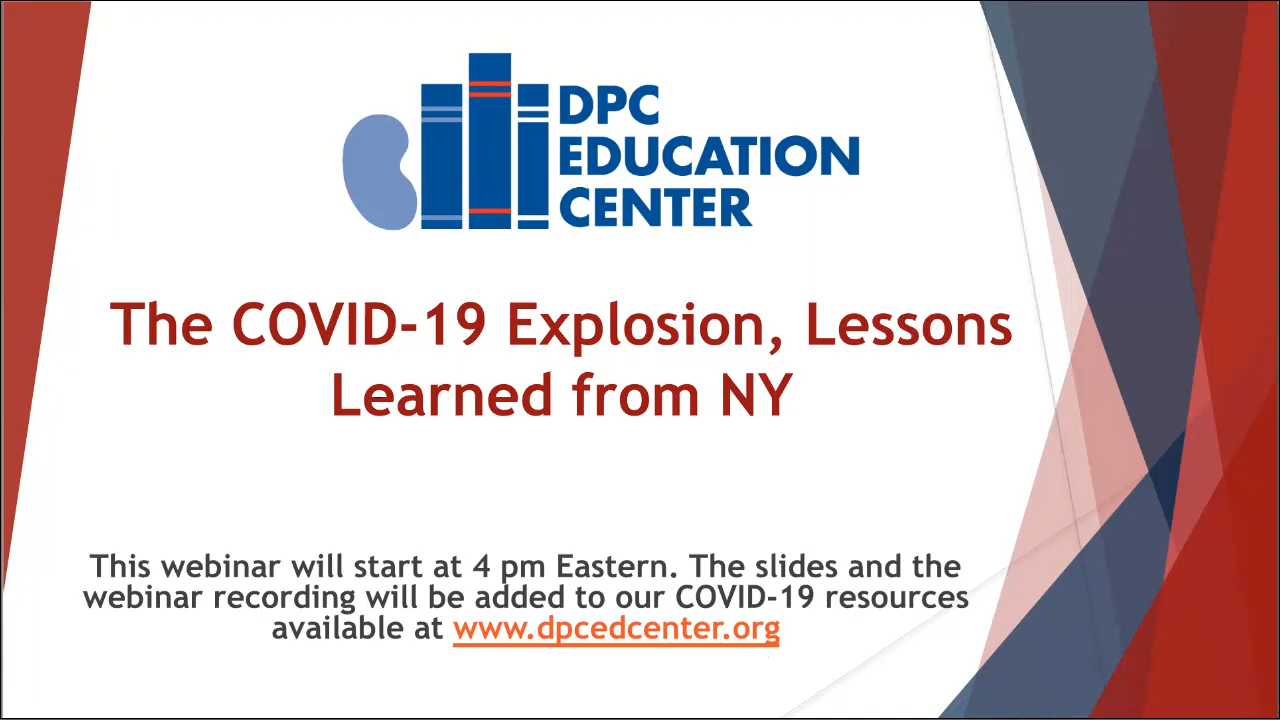 DPC
EDUCATION
CENTER
The COVID-19 Explosion, Lessons
Learned from NY
This webinar will start at 4 pm Eastern. The slides and the
webinar recording will be added to our COVID-19 resources
available at www.dpcedcenter.org